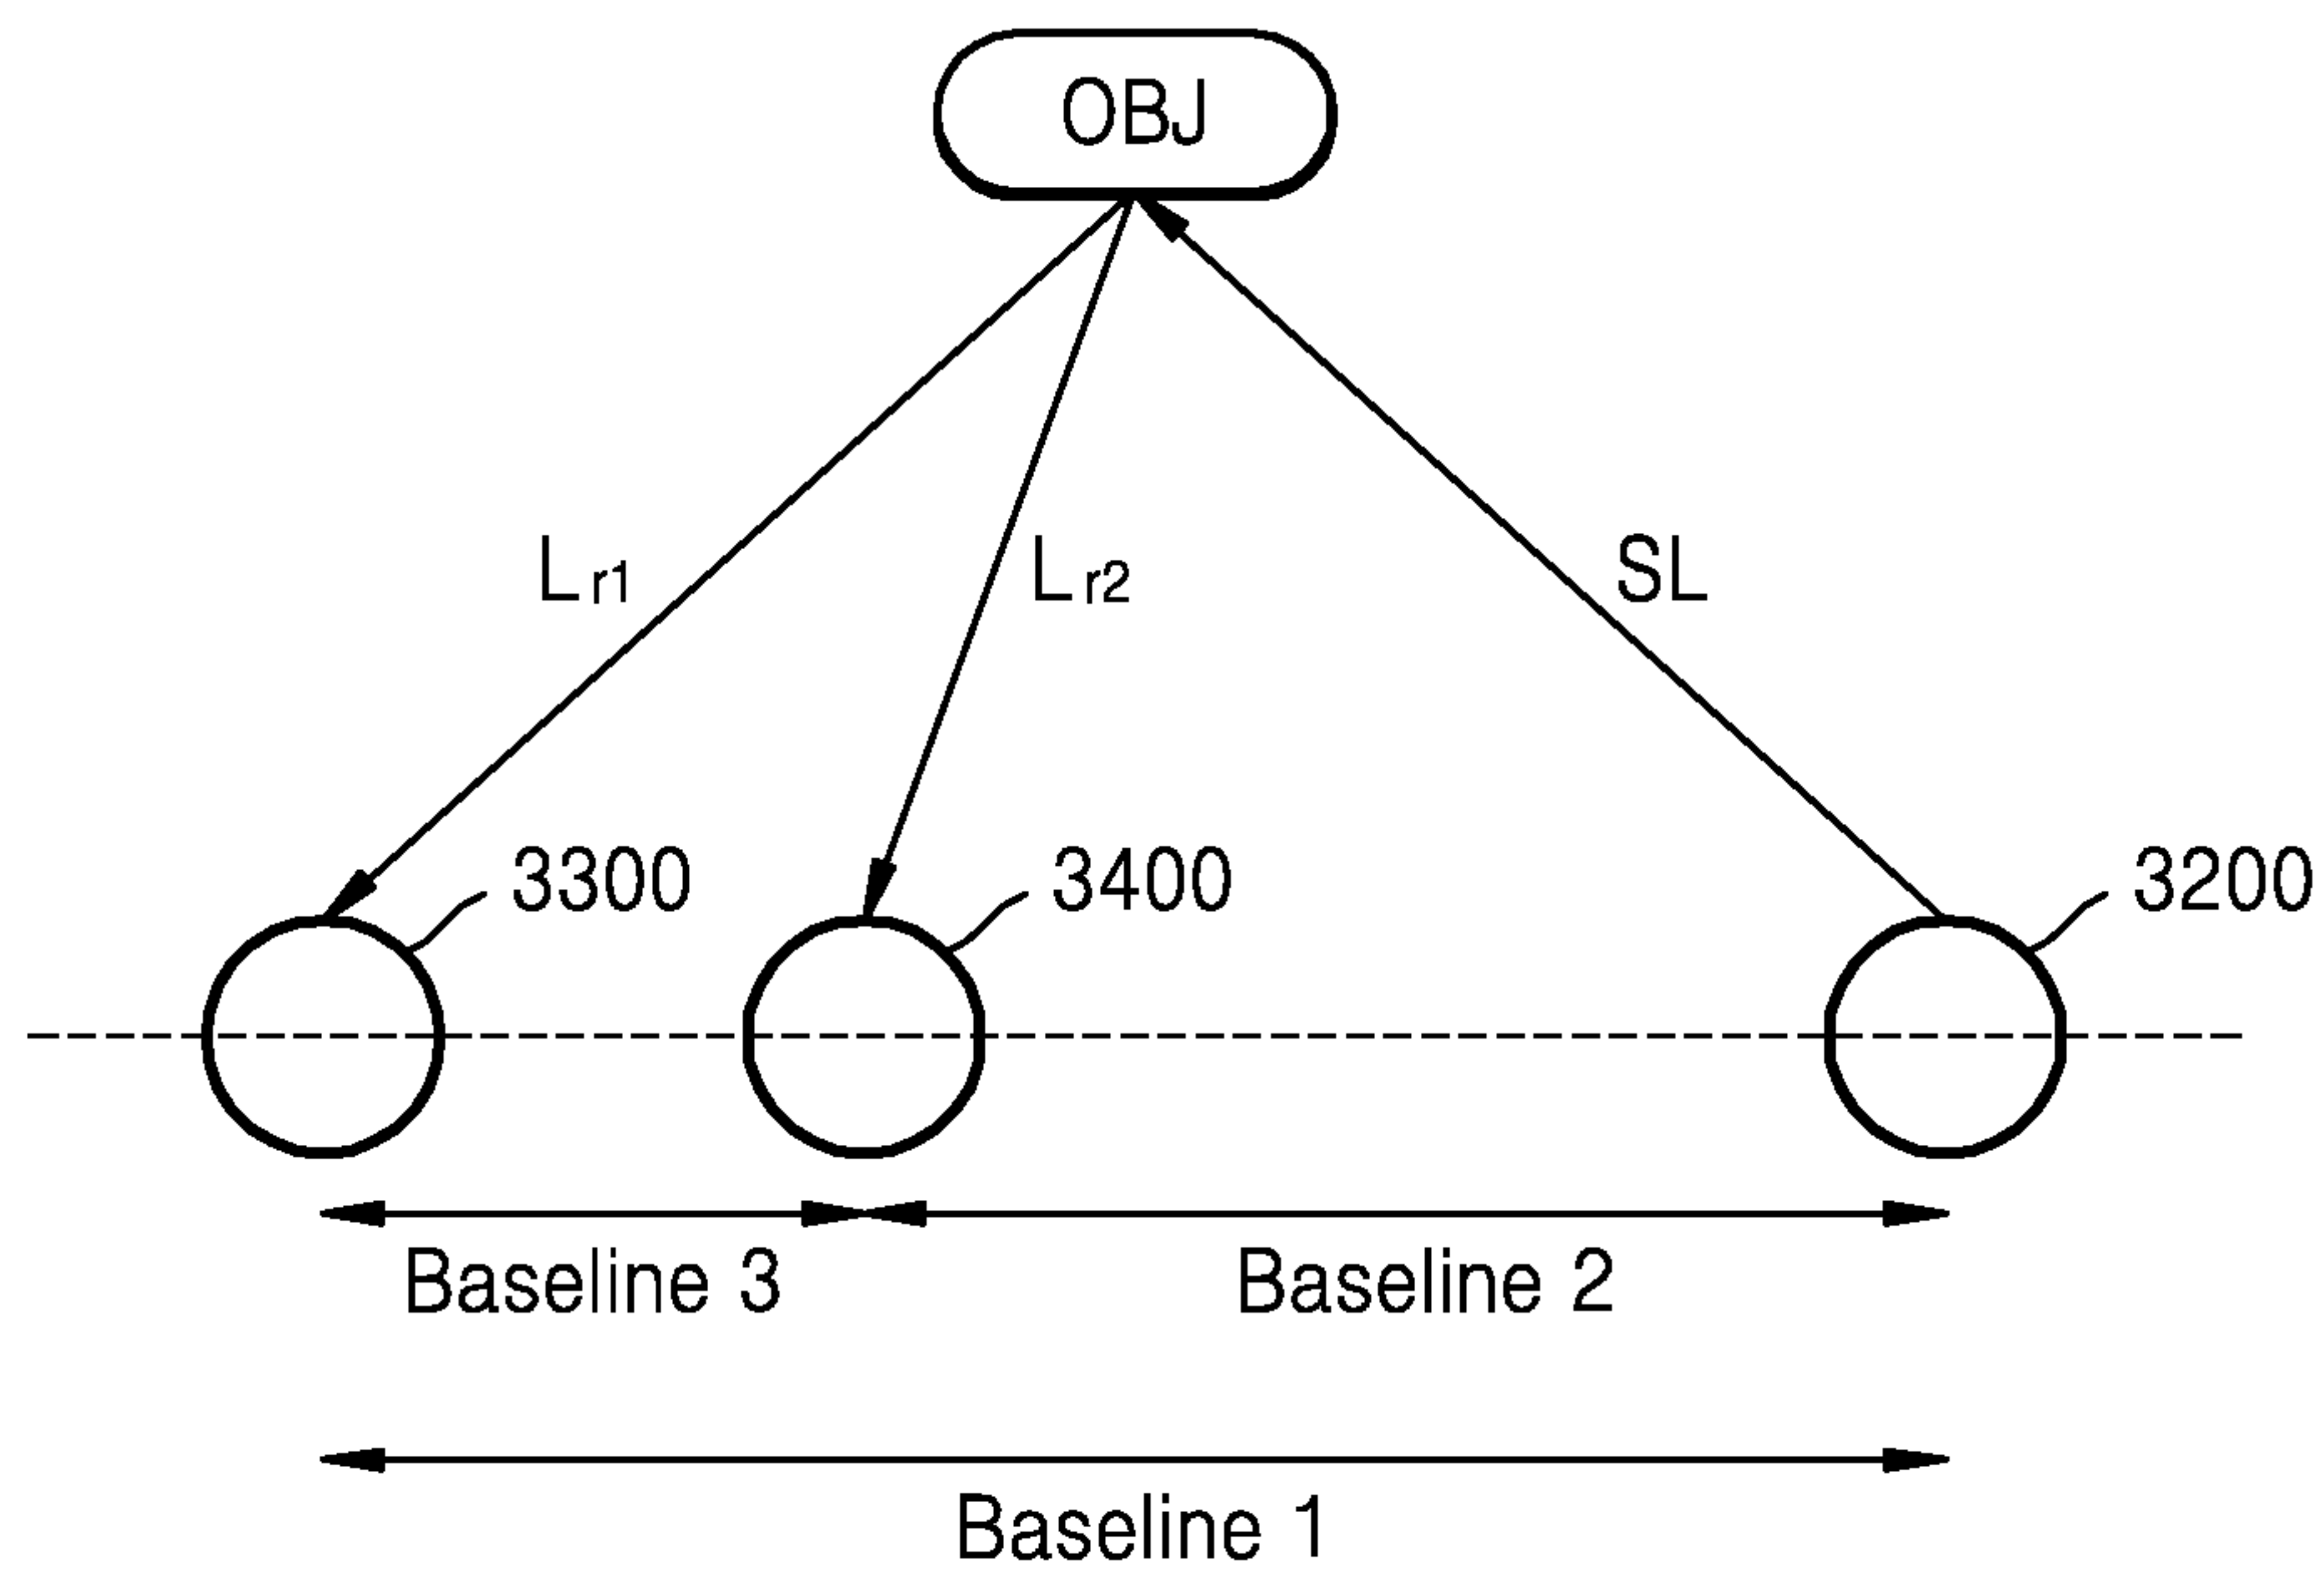 OBJ
Lr1
Lr2
SL
3300
3400
3200
Baseline 3
Baseline 2
Baseline 1